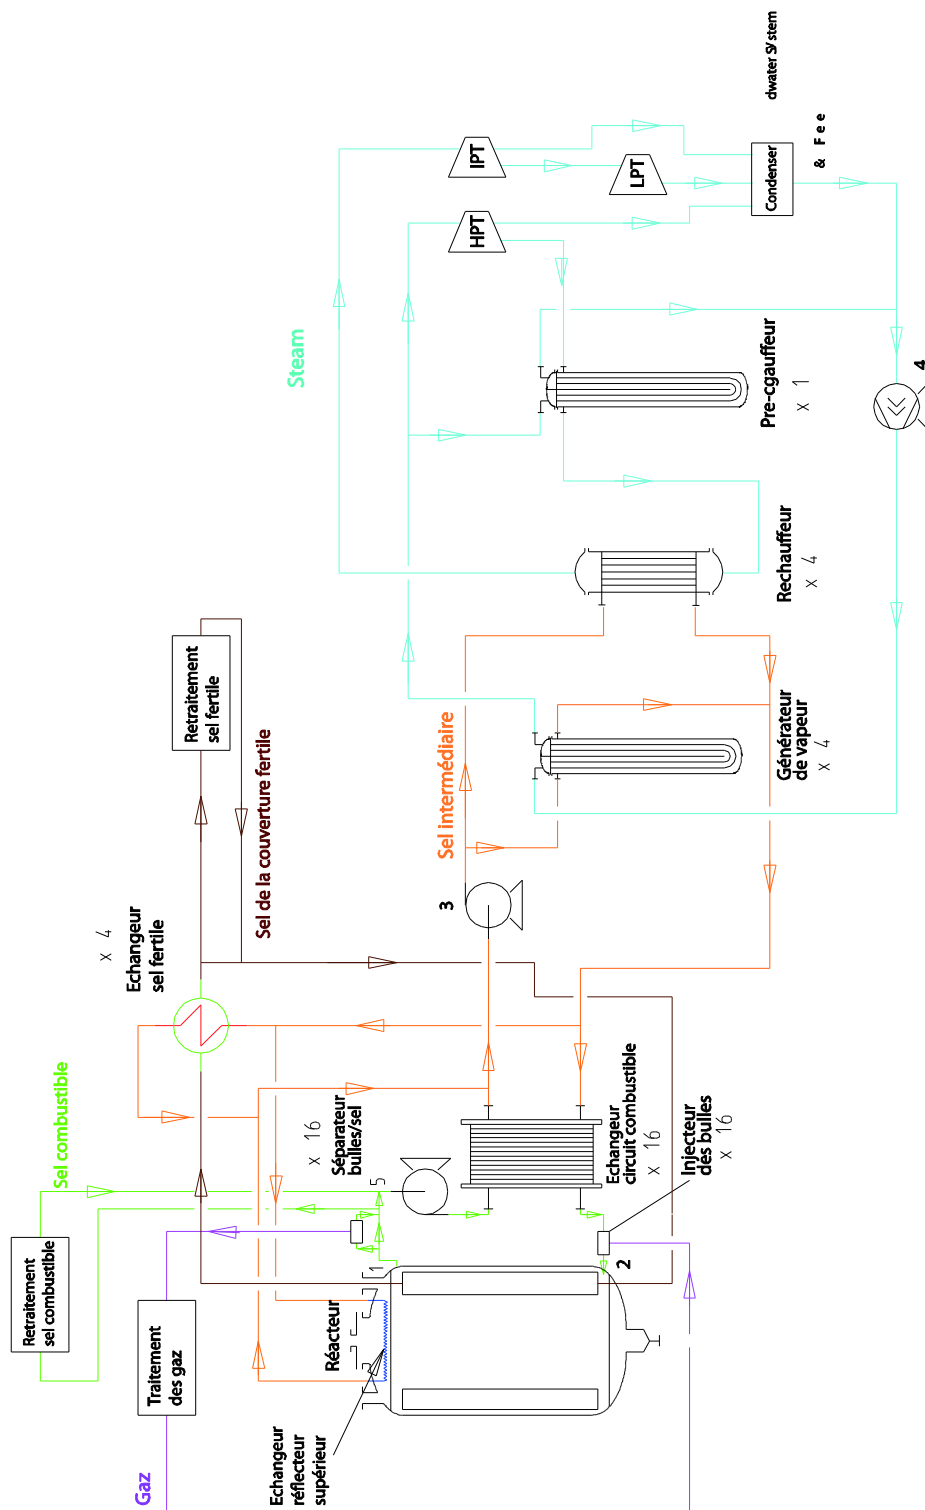 Gaz
Traitement
des gaz
Retraitement
sel combustible
Sel combustible
Echangeur
réflecteur
supérieur
Réacteur
1
2
5
x 16
Séparateur
bulles/sel
Echangeur
circuit combustible
x 16
Injecteur
des bulles
x 16
x 4
Echangeur
sel fertile
Retraitement
sel fertile
Sel de la couverture fertile
3
Sel intermédiaire
Générateur
de vapeur
x 4
Rechauffeur
x 4
Pre-cgauffeur
x 1
Steam
HPT
IPT
LPT
Condenser
& Fee
dwater System
4